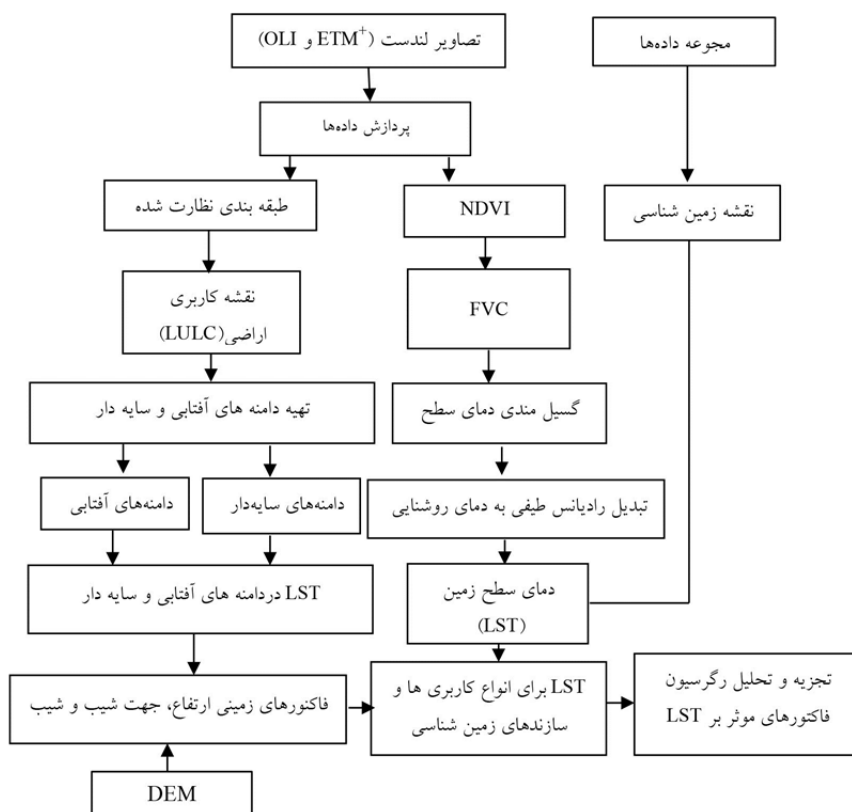 تصاویر لندست (ETM+ و OLI)
مجوعه داده‌ها
پردازش داده‌ها
طبقه بندی نظارت شده
NDVI
نقشه زمین شناسی
نقشه کاربری
اراضی(LULC)
FVC
تهیه دامنه های آفتابی و سایه دار
گسیل مندی دمای سطح
دامنه‌های آفتابی
دامنه‌های سایه‌دار
تبدیل رادیانس طیفی به دمای روشنایی
LST دردامنه های آفتابی و سایه دار
دمای سطح زمین
(LST)
فاکنورهای زمینی ارتفاع، جهت شیب و شیب
LST برای انواع کاربری ها و
سازندهای زمین شناسی
تجزیه و تحلیل رگرسیون
فاکتورهای موثر بر LST
DEM